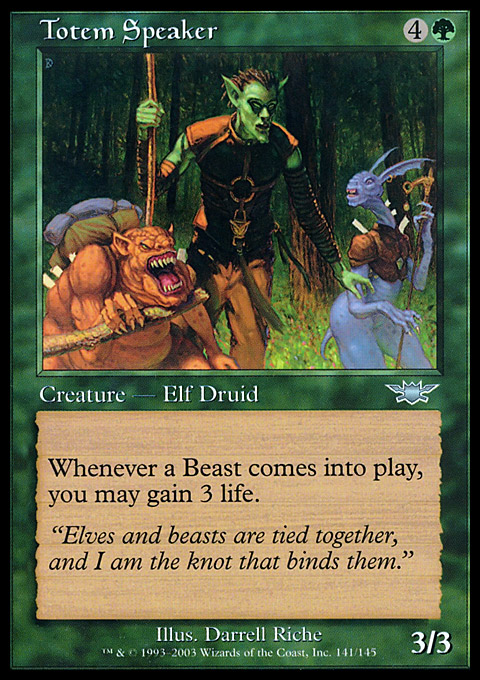 Totem Speaker 4
Creature — Elf Druid
Whenever a Beast comes into play,
you may gain 3 life.
“Elves and beasts are tied together,
and I am the knot that binds them.”
Illus. Darrell Riche
™ & © 1993–2003 Wizards of the Coast, Inc. 141/145
3/3